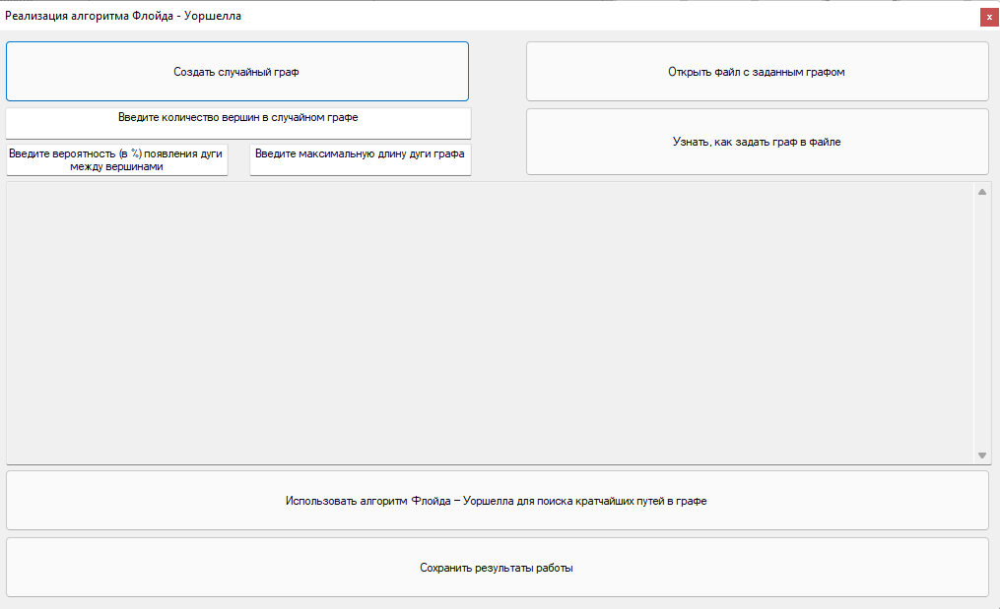 Реализация алгоритма Флойда - Уоршелла
x
Создать случайный граф
Открыть файл с заданным графом
Введите количество вершин в случайном графе
Узнать, как задать граф в файле
Введите вероятность (в %) появления дуги
между вершинами
Введите максимальную длину дуги графа
Использовать алгоритм Флойда – Уоршелла для поиска кратчайших путей в графе
Сохранить результаты работы